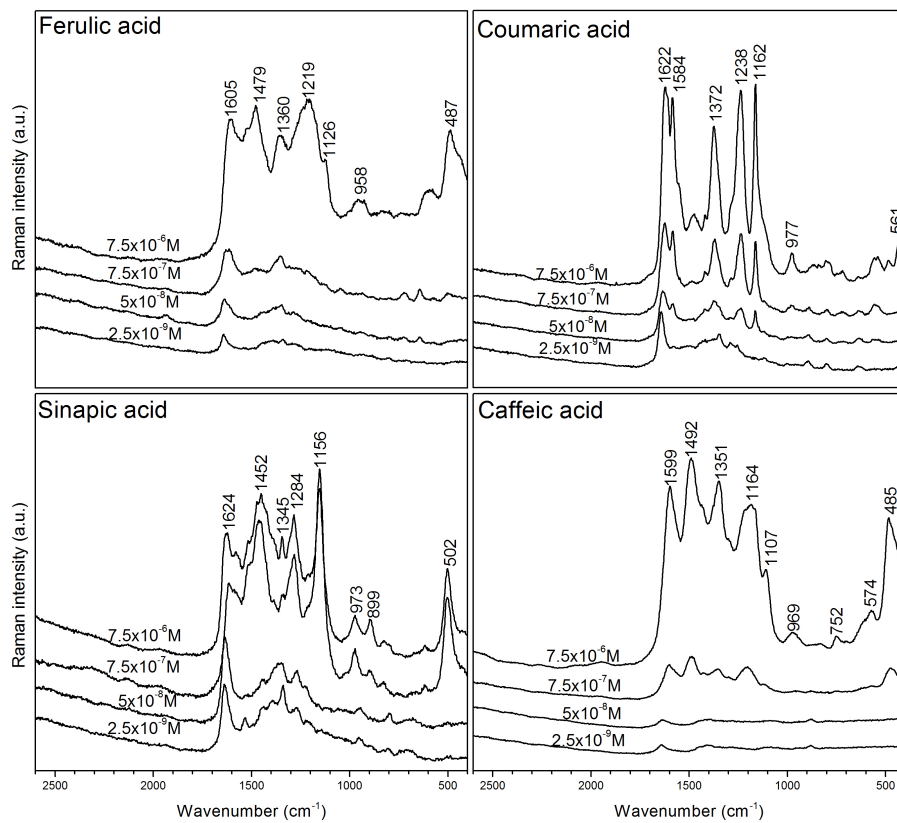 Ferulic acid
1605
1479
1360
1219
1126
958
487
7.5x10⁻⁶M
7.5x10⁻⁷M
5x10⁻⁸M
2.5x10⁻⁹M
Raman intensity (a.u.)
Coumaric acid
1622
1584
1372
1238
1162
977
561
7.5x10⁻⁶M
7.5x10⁻⁷M
5x10⁻⁸M
2.5x10⁻⁹M
Sinapic acid
1624
1452
1345
1284
1156
973
899
502
7.5x10⁻⁶M
7.5x10⁻⁷M
5x10⁻⁸M
2.5x10⁻⁹M
Raman intensity (a.u.)
2500 2000 1500 1000 500
Wavenumber (cm⁻¹)
Caffeic acid
1599
1492
1351
1164
1107
969
752
574
485
7.5x10⁻⁶M
7.5x10⁻⁷M
5x10⁻⁸M
2.5x10⁻⁹M
2500 2000 1500 1000 500
Wavenumber (cm⁻¹)